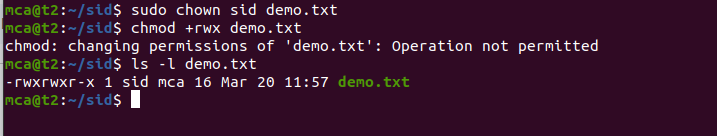 mca@t2:~/sid$ sudo chown sid demo.txt
mca@t2:~/sid$ chmod +rwx demo.txt
chmod: changing permissions of 'demo.txt': Operation not permitted
mca@t2:~/sid$ ls -l demo.txt
-rwxrwxr-x 1 sid mca 16 Mar 20 11:57 demo.txt
mca@t2:~/sid$